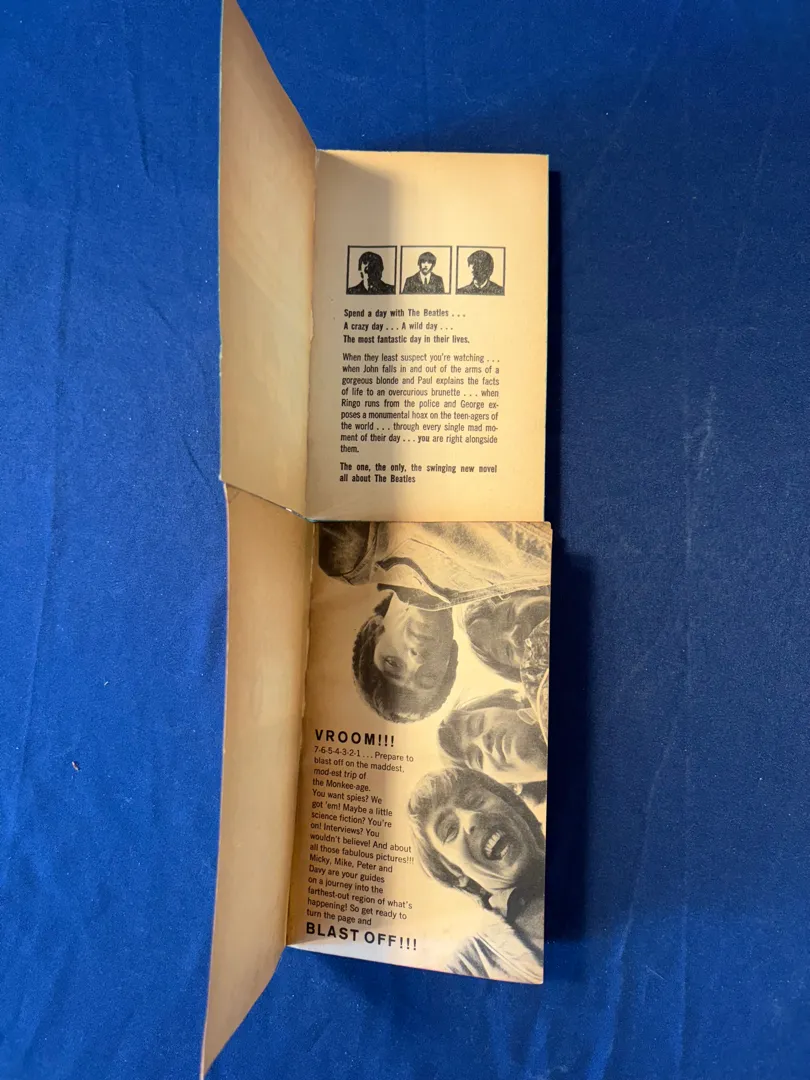 Spend a day with The Beatles . . .
A crazy day . . . A wild day . . .
The most fantastic day in their lives.
When they least suspect you're watching . . .
when John falls in and out of the arms of a
gorgeous blonde and Paul explains the facts
of life to an overcurious brunette . . . when
Ringo runs from the police and George ex-
poses a monumental hoax on the teen-agers of
the world . . . through every single mad mo-
ment of their day . . . you are right alongside
them.
The one, the only, the swinging new novel
all about The Beatles
VROOM!!!
7-6-5-4-3-2-1 . . . Prepare to
blast off on the maddest,
mod-est trip of
the Monkee-age.
You want spies? We
got 'em! Maybe a little
science fiction? You're
on! Interviews? You
wouldn't believe! And about
all those fabulous pictures!!!
Micky, Mike, Peter and
Davy are your guides
on a journey into the
farthest-out region of what's
happening! So get ready to
turn the page and
BLAST OFF!!!